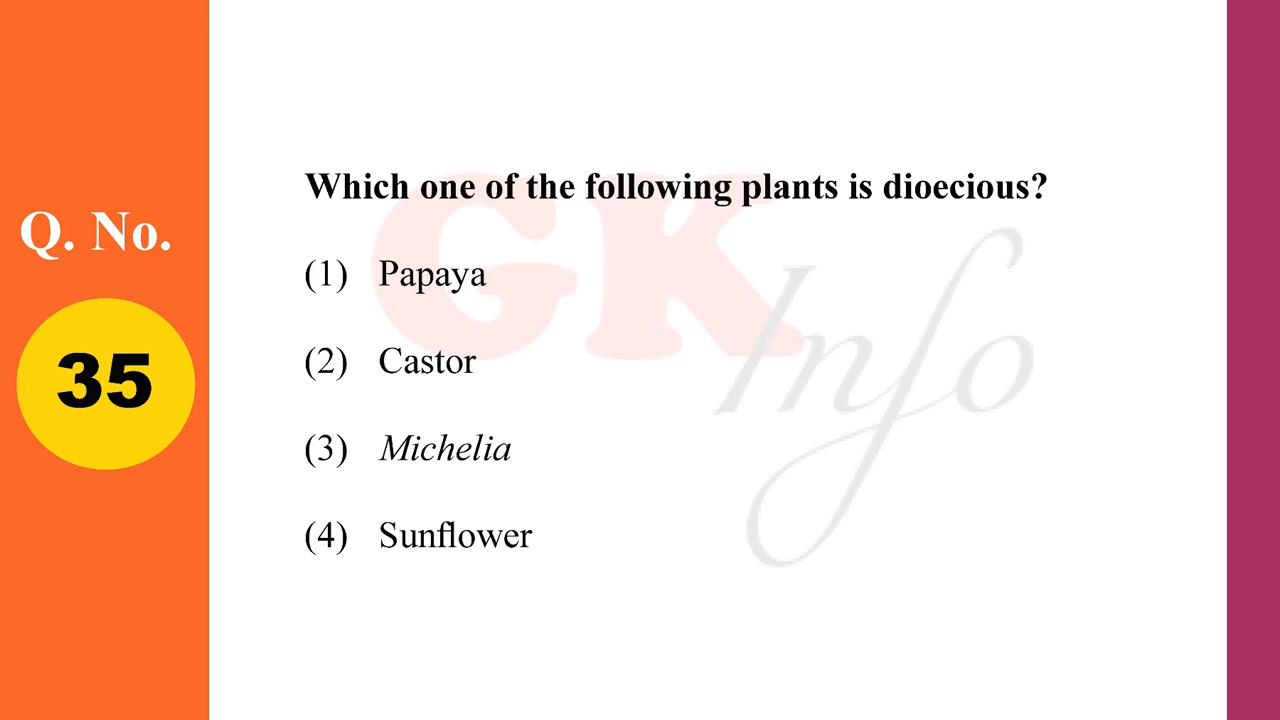 Q. No.
35
Which one of the following plants is dioecious?
(1) Papaya
(2) Castor
(3) Michelia
(4) Sunflower
GK
Info